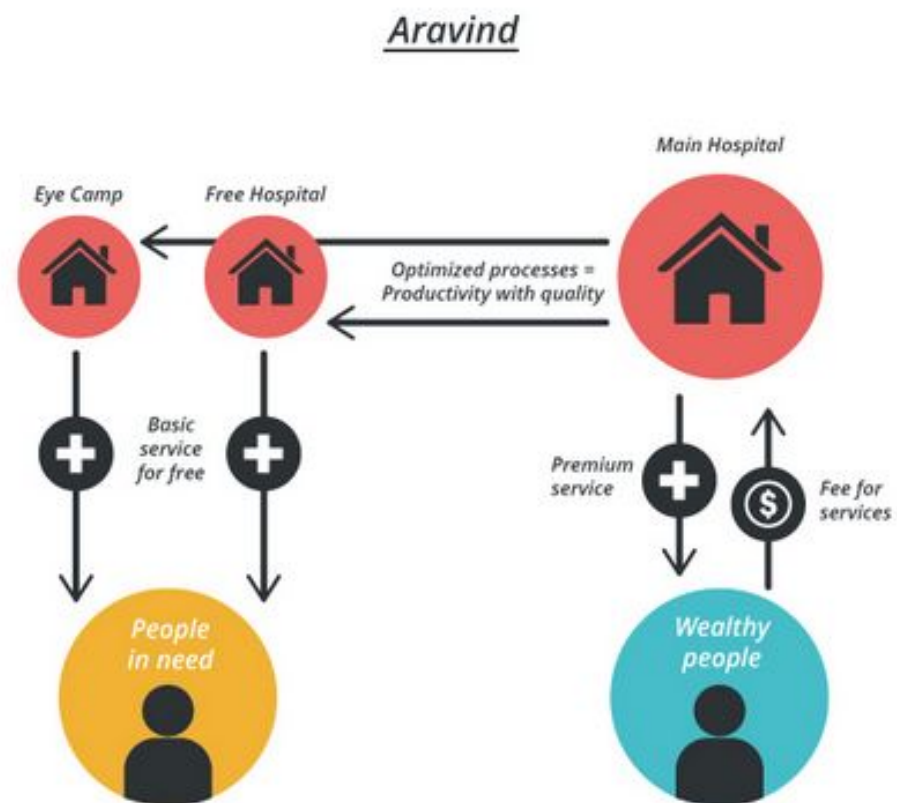 Aravind
Main Hospital
Eye Camp
Free Hospital
Optimized processes =
Productivity with quality
Basic
service
for free
Premium
service
$
Fee for
services
People
in need
Wealthy
people